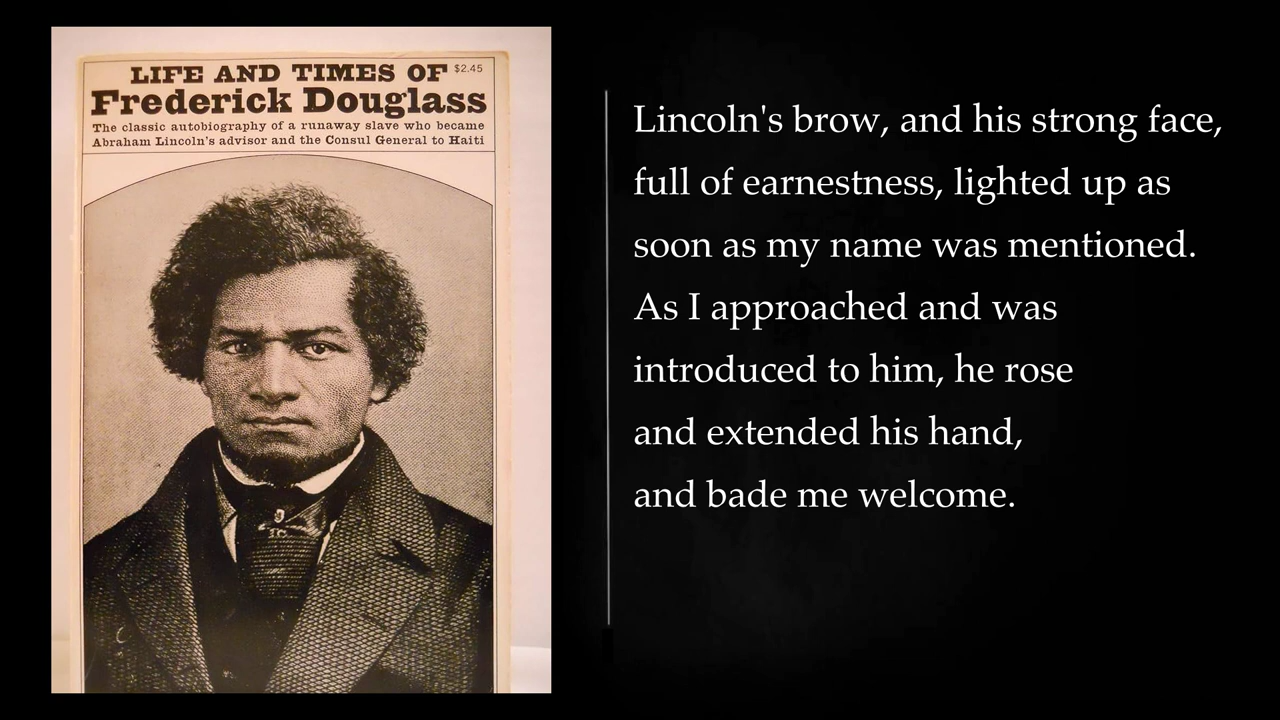 LIFE AND TIMES OF $2.45
Frederick Douglass
The classic autobiography of a runaway slave who became
Abraham Lincoln's advisor and the Consul General to Haiti
Lincoln's brow, and his strong face,
full of earnestness, lighted up as
soon as my name was mentioned.
As I approached and was
introduced to him, he rose
and extended his hand,
and bade me welcome.